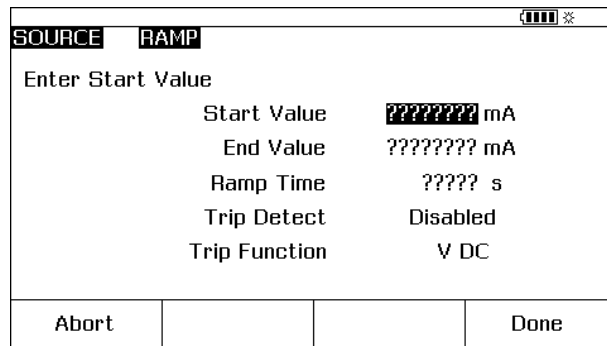 SOURCE RAMP
Enter Start Value
Start Value ???????? mA
End Value ???????? mA
Ramp Time ????? s
Trip Detect Disabled
Trip Function V DC
Abort Done